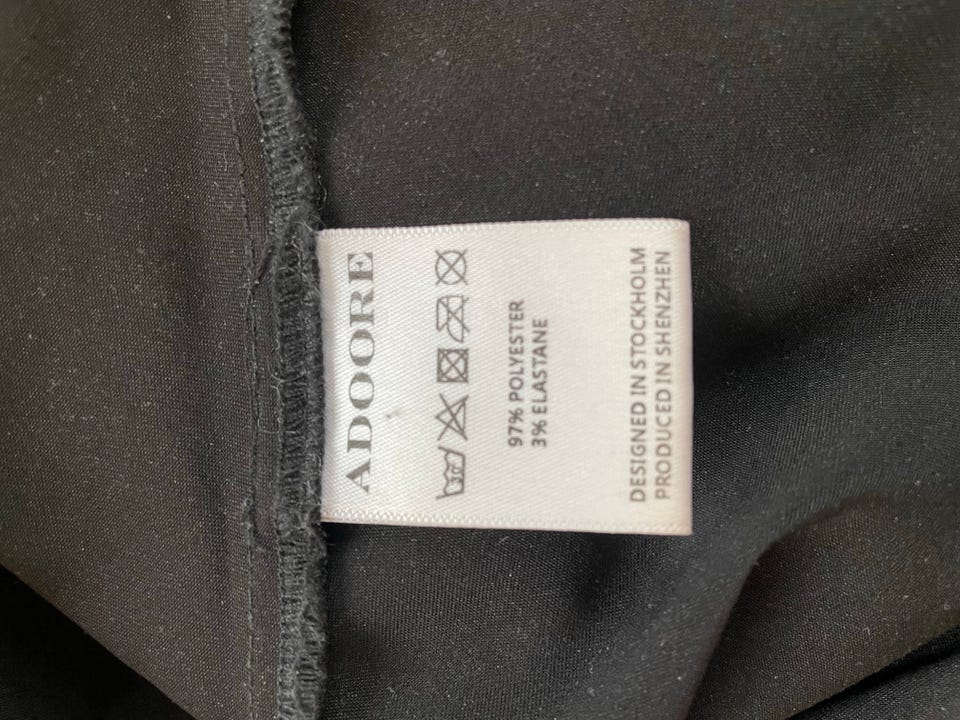 ADOORE
97% POLYESTER
3% ELASTANE
DESIGNED IN STOCKHOLM
PRODUCED IN SHENZHEN